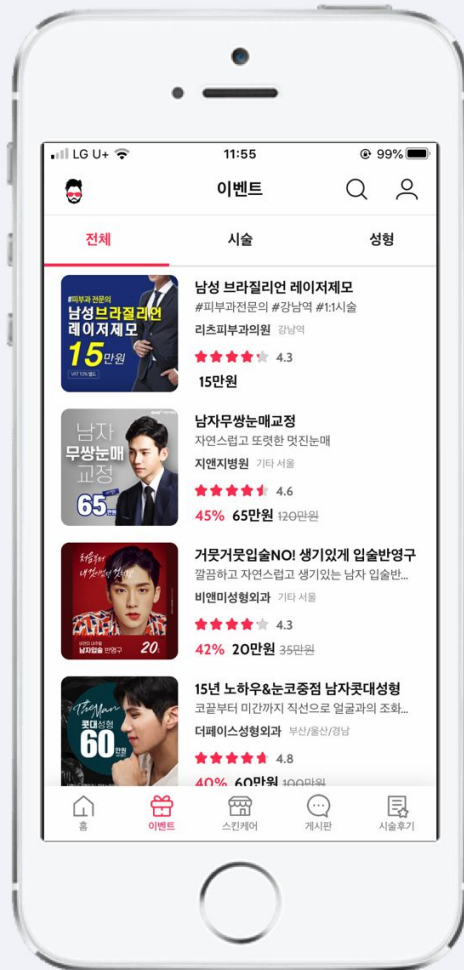 LG U+
11:55
99%
이벤트
전체
시술
성형
#피부과 전문의
남성브라질리언
레이저제모
15만원
VAT 10% 별도
남성 브라질리언 레이저제모
#피부과전문의 #강남역 #1:1시술
리츠피부과의원 강남역
4.3
15만원
남자
무쌍눈매
교정
65
남자무쌍눈매교정
자연스럽고 또렷한 멋진눈매
지앤지병원 기타 서울
4.6
45% 65만원 120만원
남자입술 반영구
20
거뭇거뭇입술NO! 생기있게 입술반영구
깔끔하고 자연스럽고 생기있는 남자 입술반...
비앤미성형외과 기타 서울
4.3
42% 20만원 35만원
The Man
콧대성형
60만원
15년 노하우&눈코중점 남자콧대성형
코끝부터 미간까지 직선으로 얼굴과의 조화...
더페이스성형외과 부산/울산/경남
4.8
40% 60만원 100만원
홈
이벤트
스킨케어
게시판
시술후기